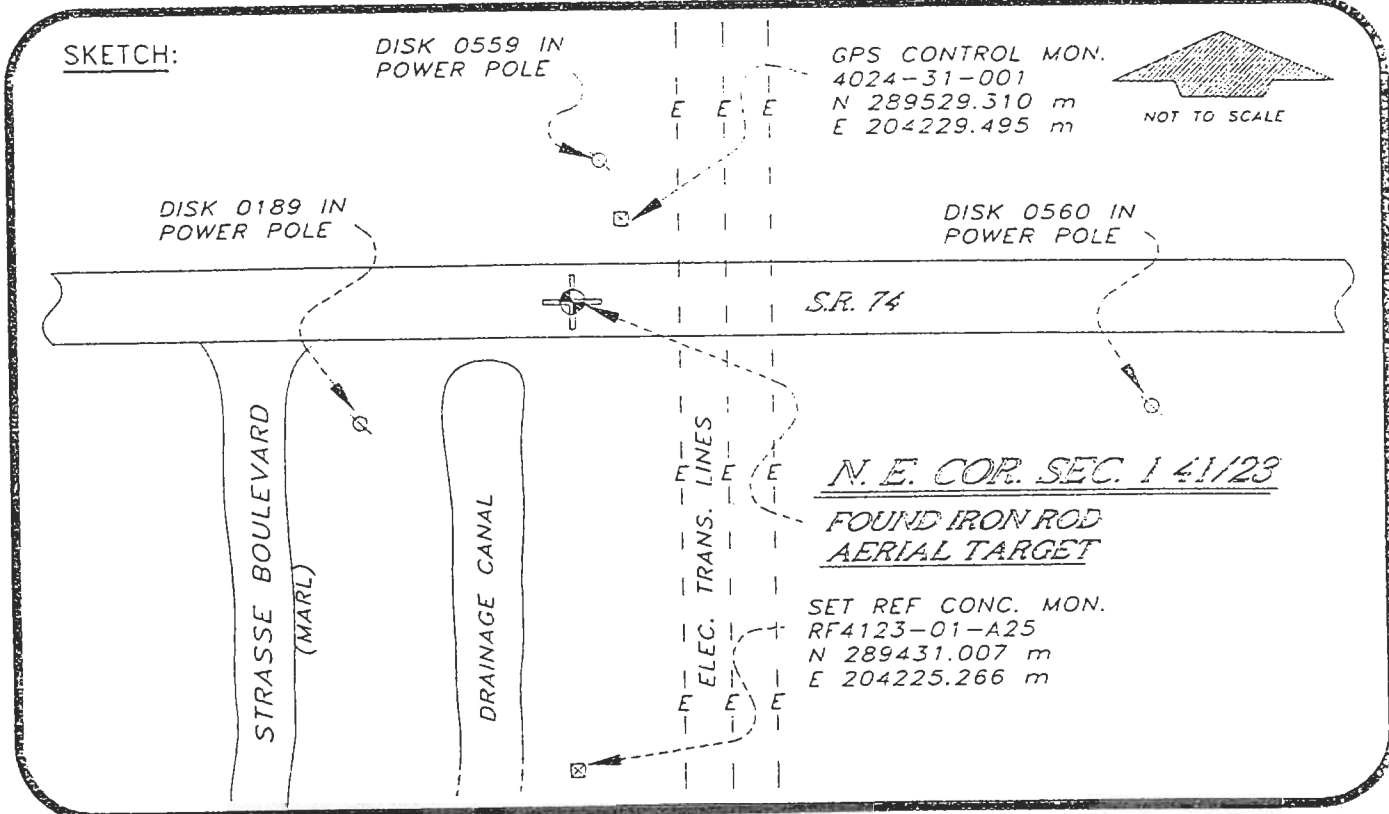 SKETCH:
DISK 0559 IN
POWER POLE
GPS CONTROL MON.
4024-31-001
N 289529.310 m
E 204229.495 m
NOT TO SCALE
E E E
DISK 0189 IN
POWER POLE
DISK 0560 IN
POWER POLE
S.R. 74
STRASSE BOULEVARD
(MARL)
DRAINAGE CANAL
ELEC. TRANS. LINES
E E E
N. E. COR. SEC. 1 41/23
FOUND IRON ROD
AERIAL TARGET
SET REF CONC. MON.
RF4123-01-A25
N 289431.007 m
E 204225.266 m
E E E